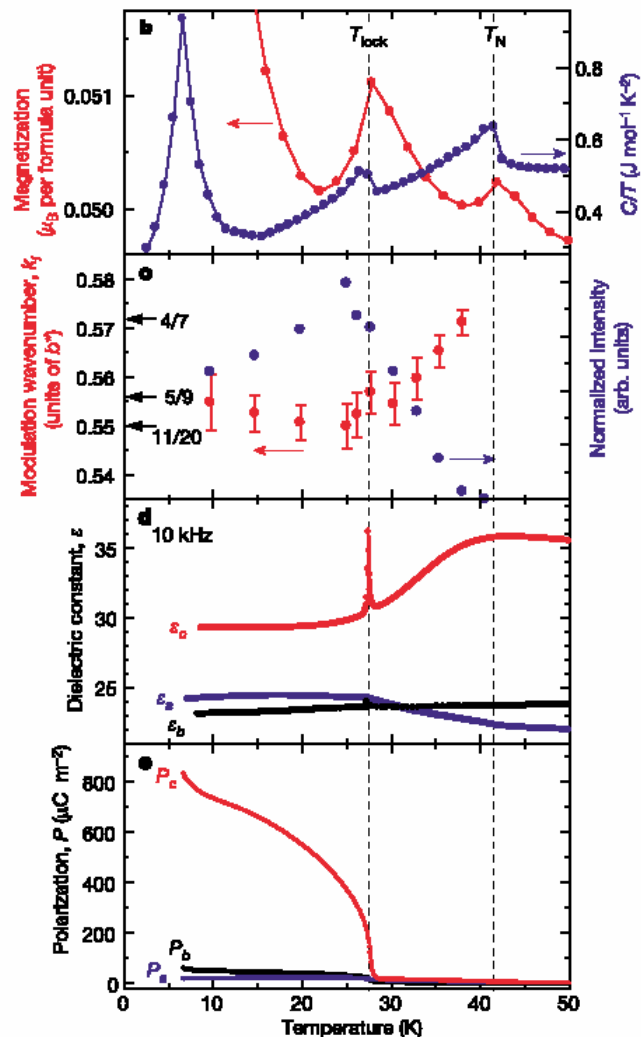 b
T_lock
T_N
Magnetization
(μ_B per formula unit)
0.051
0.050
0.8
0.6
0.4
C/T (J mol⁻¹ K⁻²)
c
Modulation wavenumber, k_f
(units of b*)
0.58
0.57
0.56
0.55
0.54
4/7
5/9
11/20
Normalized Intensity
(arb. units)
d
10 kHz
Dielectric constant, ε
35
30
25
ε_c
ε_a
ε_b
e
Polarization, P (μC m⁻²)
800
600
400
200
0
P_c
P_b
P_a
0 10 20 30 40 50
Temperature (K)